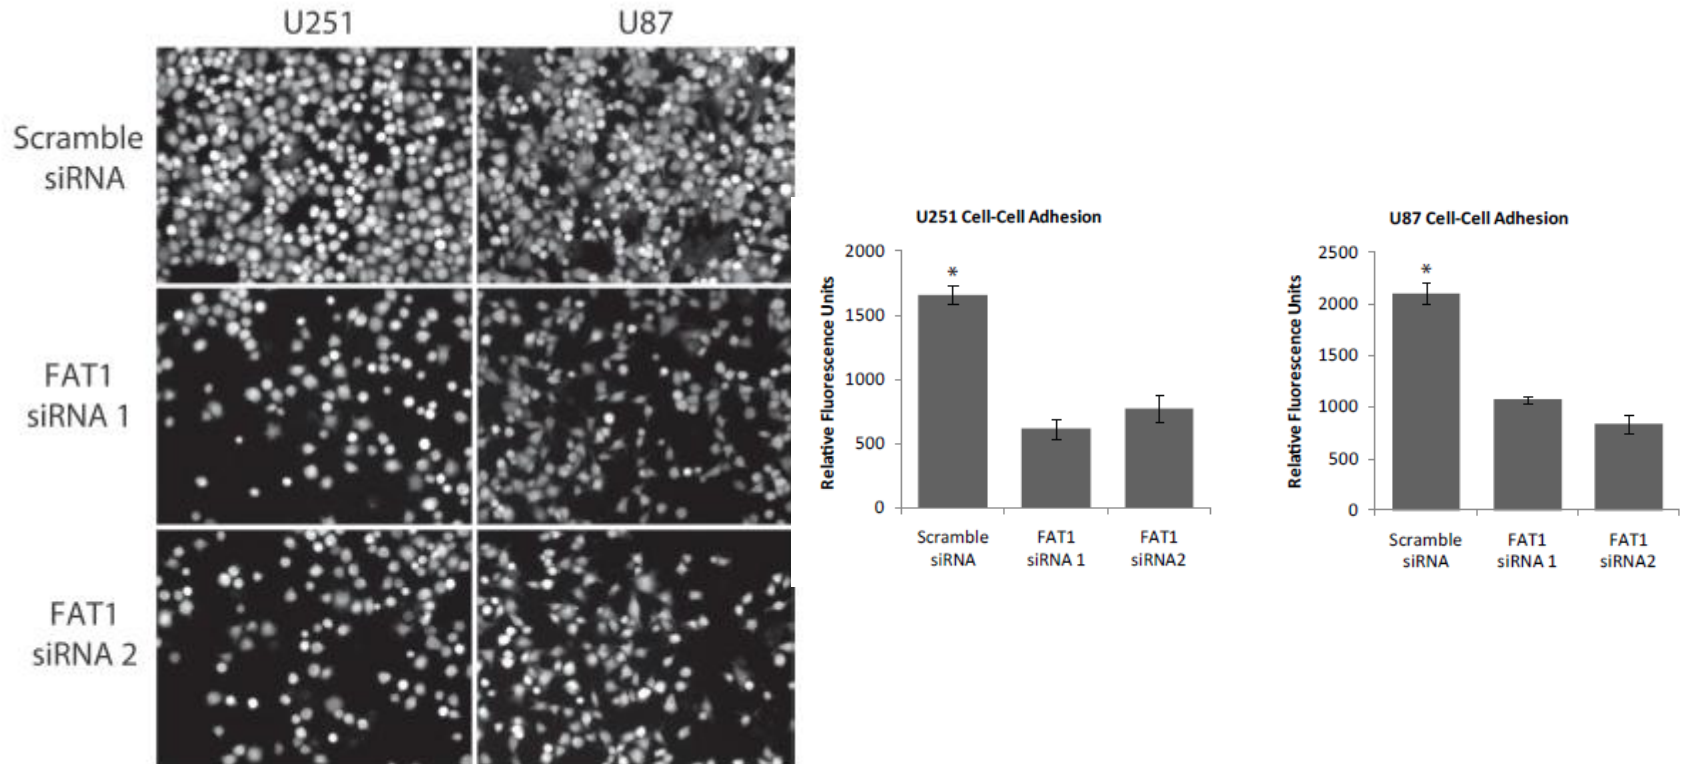 U251
U87
Scramble
siRNA
FAT1
siRNA 1
FAT1
siRNA 2
U251 Cell-Cell Adhesion
Relative Fluorescence Units
2000
1500
1000
500
0
*
Scramble
siRNA
FAT1
siRNA 1
FAT1
siRNA2
U87 Cell-Cell Adhesion
Relative Fluorescence Units
2500
2000
1500
1000
500
0
*
Scramble
siRNA
FAT1
siRNA 1
FAT1
siRNA2